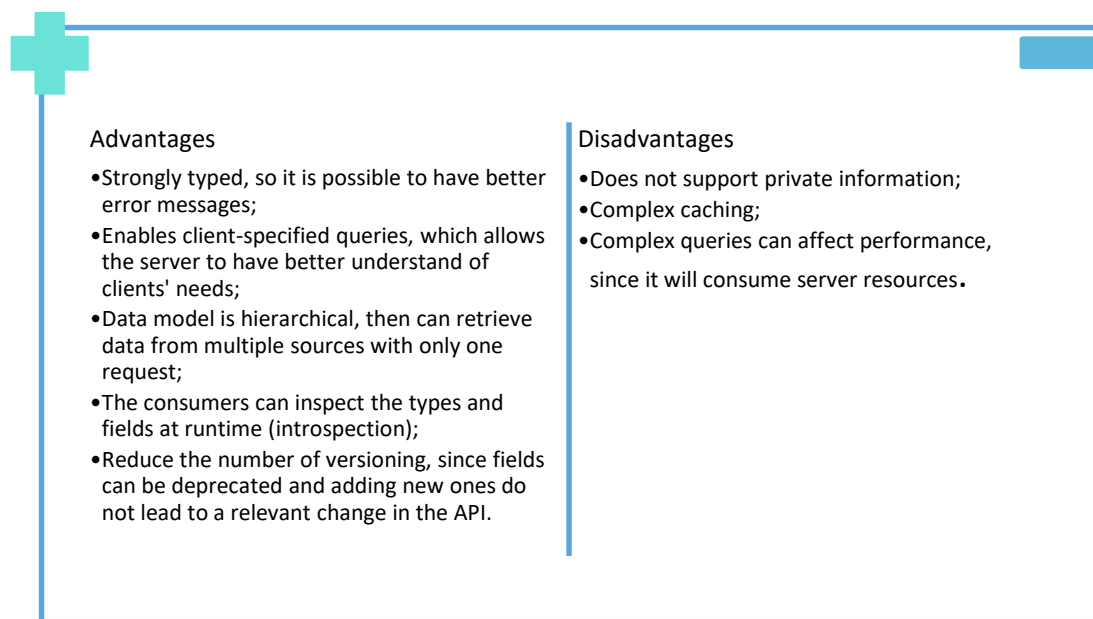 Advantages
•Strongly typed, so it is possible to have better
error messages;
•Enables client-specified queries, which allows
the server to have better understand of
clients' needs;
•Data model is hierarchical, then can retrieve
data from multiple sources with only one
request;
•The consumers can inspect the types and
fields at runtime (introspection);
•Reduce the number of versioning, since fields
can be deprecated and adding new ones do
not lead to a relevant change in the API.
Disadvantages
•Does not support private information;
•Complex caching;
•Complex queries can affect performance,
since it will consume server resources.